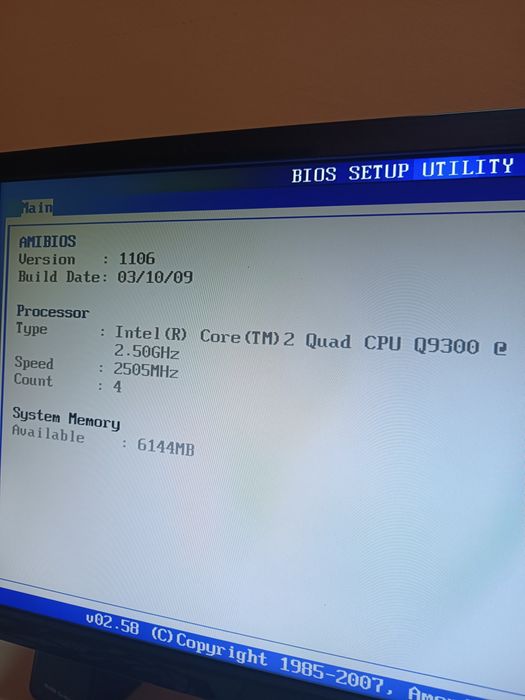 BIOS SETUP UTILITY
Main
AMIBIOS
Version : 1106
Build Date: 03/10/09
Processor
Type : Intel(R) Core(TM)2 Quad CPU Q9300 @
2.50GHz
Speed : 2505MHz
Count : 4
System Memory
Available : 6144MB
v02.58 (C)Copyright 1985-2007,